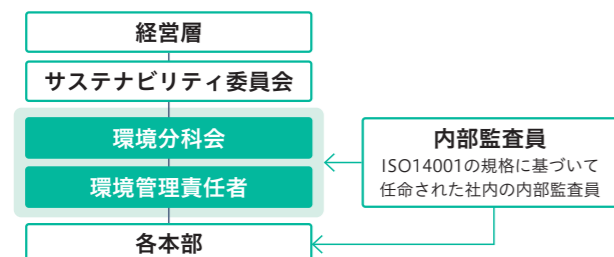 経営層
サステナビリティ委員会
環境分科会
環境管理責任者
各本部
内部監査員
ISO14001の規格に基づいて
任命された社内の内部監査員